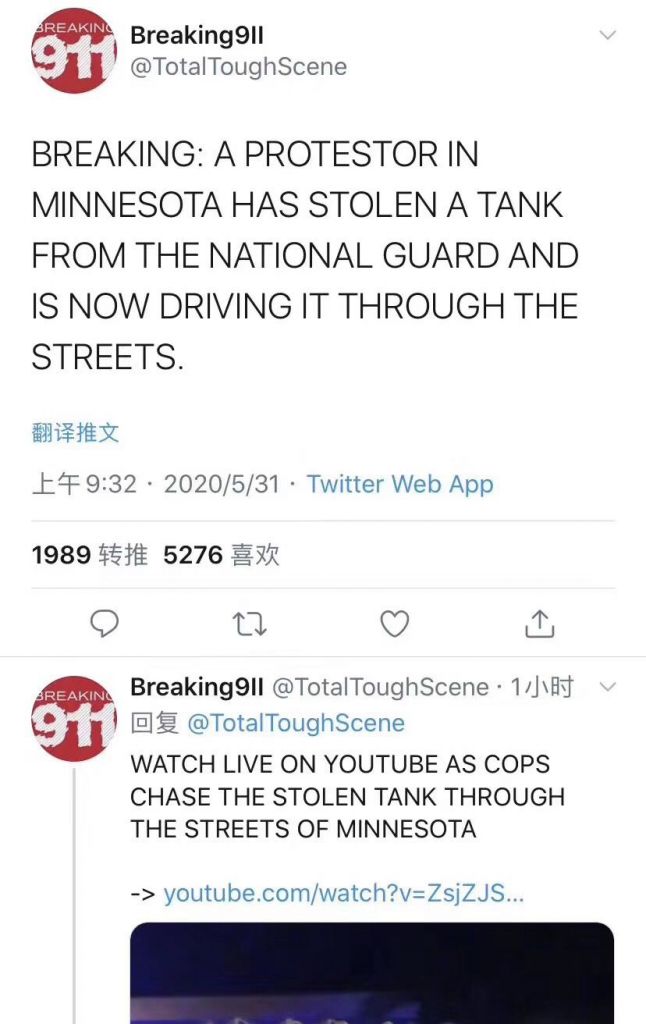 BREAKING
911
Breaking9II
@TotalToughScene
BREAKING: A PROTESTOR IN
MINNESOTA HAS STOLEN A TANK
FROM THE NATIONAL GUARD AND
IS NOW DRIVING IT THROUGH THE
STREETS.
翻译推文
上午 9:32 · 2020/5/31 · Twitter Web App
1989 转推 5276 喜欢
BREAKING
911
Breaking9II @TotalToughScene · 1小时
回复 @TotalToughScene
WATCH LIVE ON YOUTUBE AS COPS
CHASE THE STOLEN TANK THROUGH
THE STREETS OF MINNESOTA
-> youtube.com/watch?v=ZsjZJS...